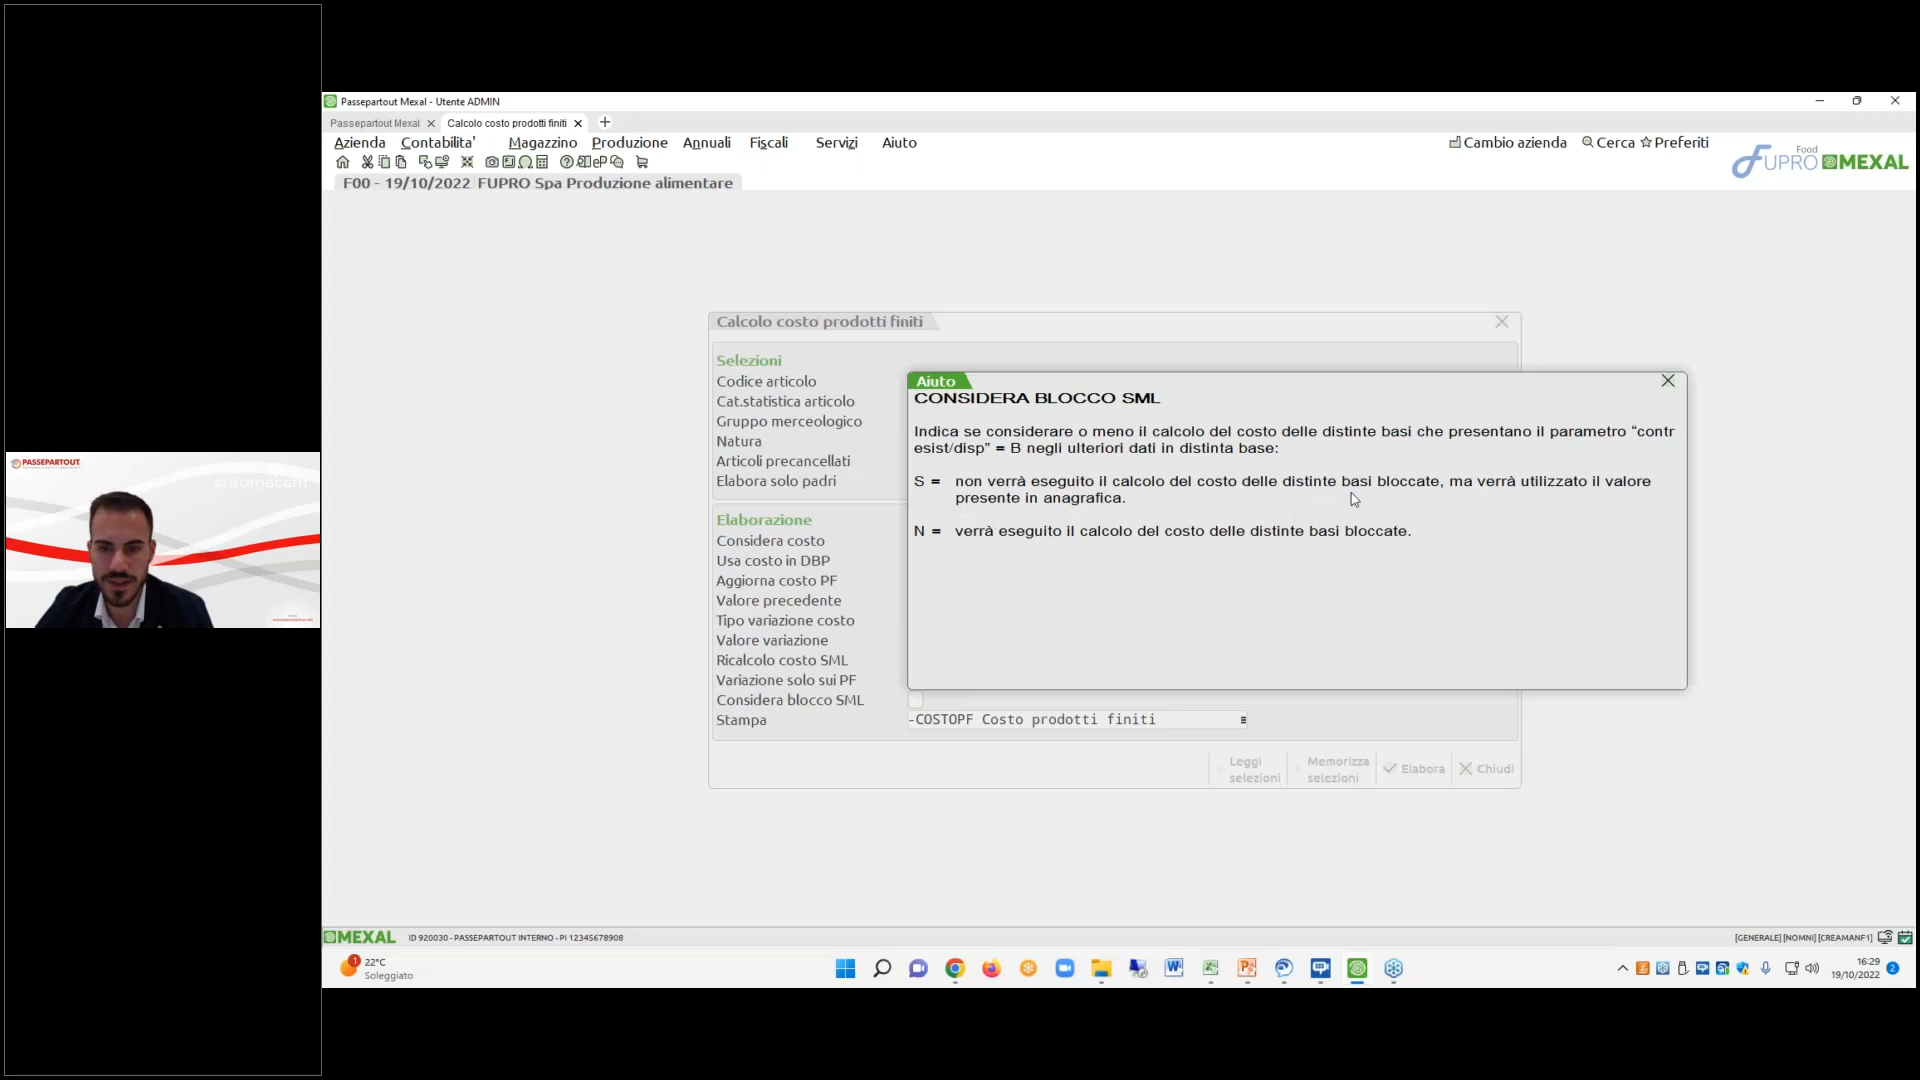 Passepartout Mexal - Utente ADMIN
Passepartout Mexal
Calcolo costo prodotti finiti
Azienda Contabilita' Magazzino Produzione Annuali Fiscali Servizi Aiuto
Cambio azienda Cerca Preferiti
Food
FUPRO MEXAL
F00 - 19/10/2022 FUPRO Spa Produzione alimentare
Calcolo costo prodotti finiti
Selezioni
Codice articolo
Cat.statistica articolo
Gruppo merceologico
Natura
Articoli precancellati
Elabora solo padri
Elaborazione
Considera costo
Usa costo in DBP
Aggiorna costo PF
Valore precedente
Tipo variazione costo
Valore variazione
Ricalcolo costo SML
Variazione solo sui PF
Considera blocco SML
Stampa
-COSTOPF Costo prodotti finiti
Leggi
selezioni
Memorizza
selezioni
Elabora
Chiudi
Aiuto
CONSIDERA BLOCCO SML
Indica se considerare o meno il calcolo del costo delle distinte basi che presentano il parametro “contr
esist/disp” = B negli ulteriori dati in distinta base:
S = non verrà eseguito il calcolo del costo delle distinte basi bloccate, ma verrà utilizzato il valore
presente in anagrafica.
N = verrà eseguito il calcolo del costo delle distinte basi bloccate.
PASSEPARTOUT
chromacam
MEXAL ID 920030 - PASSEPARTOUT INTERNO - PI 12345678908
[GENERALE] [NOMNI] [CREAMANF1]
1
22°C
Soleggiato
16:29
19/10/2022
2